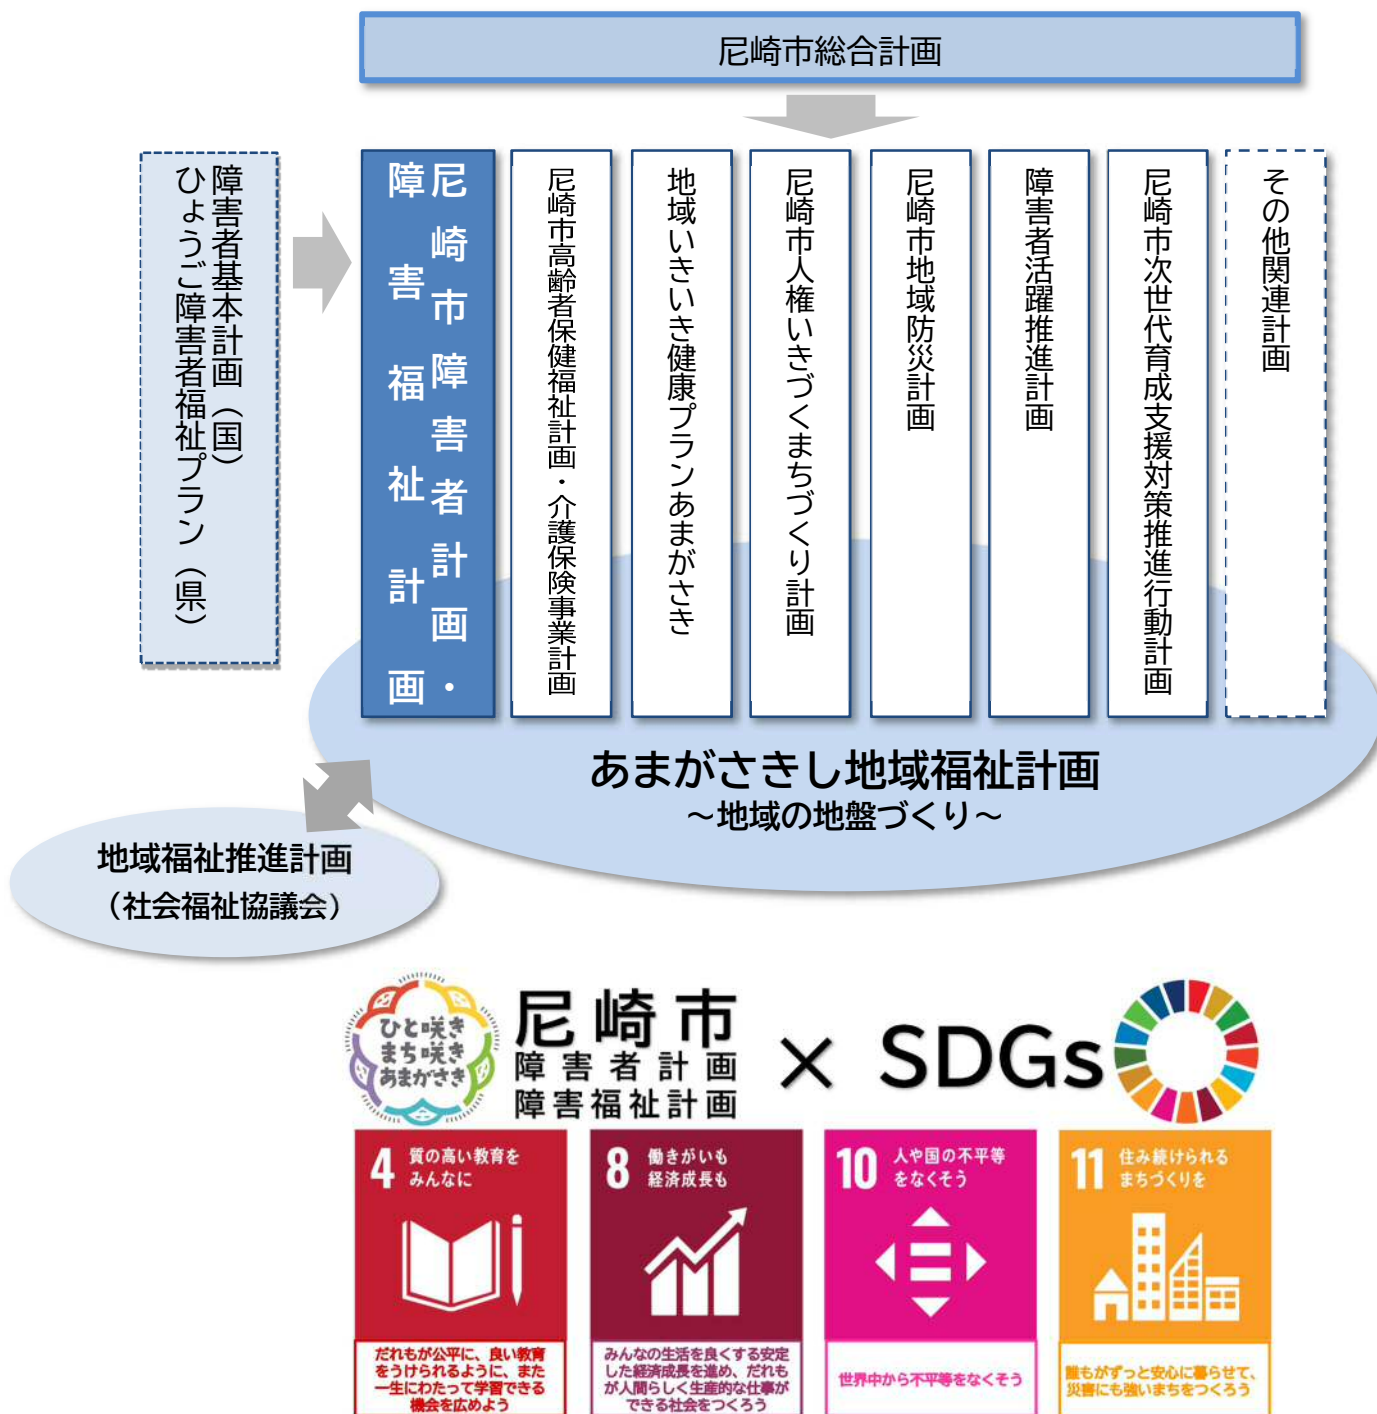 尼崎市総合計画
障害者基本計画（国）
ひょうご障害者福祉プラン（県）
尼崎市障害者計画・
障害福祉計画
尼崎市高齢者保健福祉計画・介護保険事業計画
地域いきいき健康プランあまがさき
尼崎市人権いきづくまちづくり計画
尼崎市地域防災計画
障害者活躍推進計画
尼崎市次世代育成支援対策推進行動計画
その他関連計画
あまがさきし地域福祉計画
～地域の地盤づくり～
地域福祉推進計画
（社会福祉協議会）
ひと咲き
まち咲き
あまがさき
尼崎市
障害者計画
障害福祉計画
× SDGs
4 質の高い教育を
みんなに
だれもが公平に、良い教育
をうけられるように、また
一生にわたって学習できる
機会を広めよう
8 働きがいも
経済成長も
みんなの生活を良くする安定
した経済成長を進め、だれも
が人間らしく生産的な仕事が
できる社会をつくろう
10 人や国の不平等
をなくそう
世界中から不平等をなくそう
11 住み続けられる
まちづくりを
誰もがずっと安心に暮らせて、
災害にも強いまちをつくろう